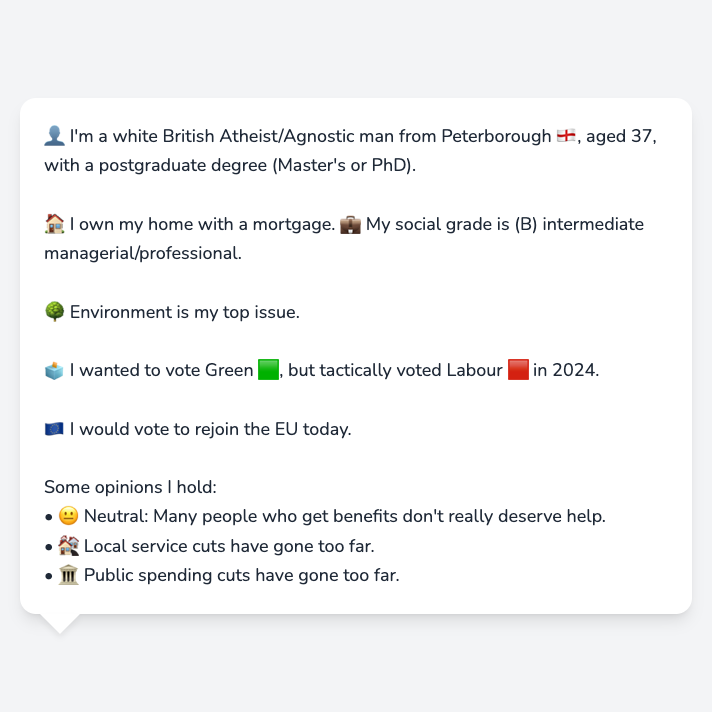 👤 I'm a white British Atheist/Agnostic man from Peterborough 🏴󠁧󠁢󠁥󠁮󠁧󠁿, aged 37,
with a postgraduate degree (Master's or PhD).
🏠 I own my home with a mortgage. 💼 My social grade is (B) intermediate
managerial/professional.
🌳 Environment is my top issue.
🗳️ I wanted to vote Green 🟩, but tactically voted Labour 🟥 in 2024.
🇪🇺 I would vote to rejoin the EU today.
Some opinions I hold:
• 😐 Neutral: Many people who get benefits don't really deserve help.
• 🏚️ Local service cuts have gone too far.
• 🏛️ Public spending cuts have gone too far.